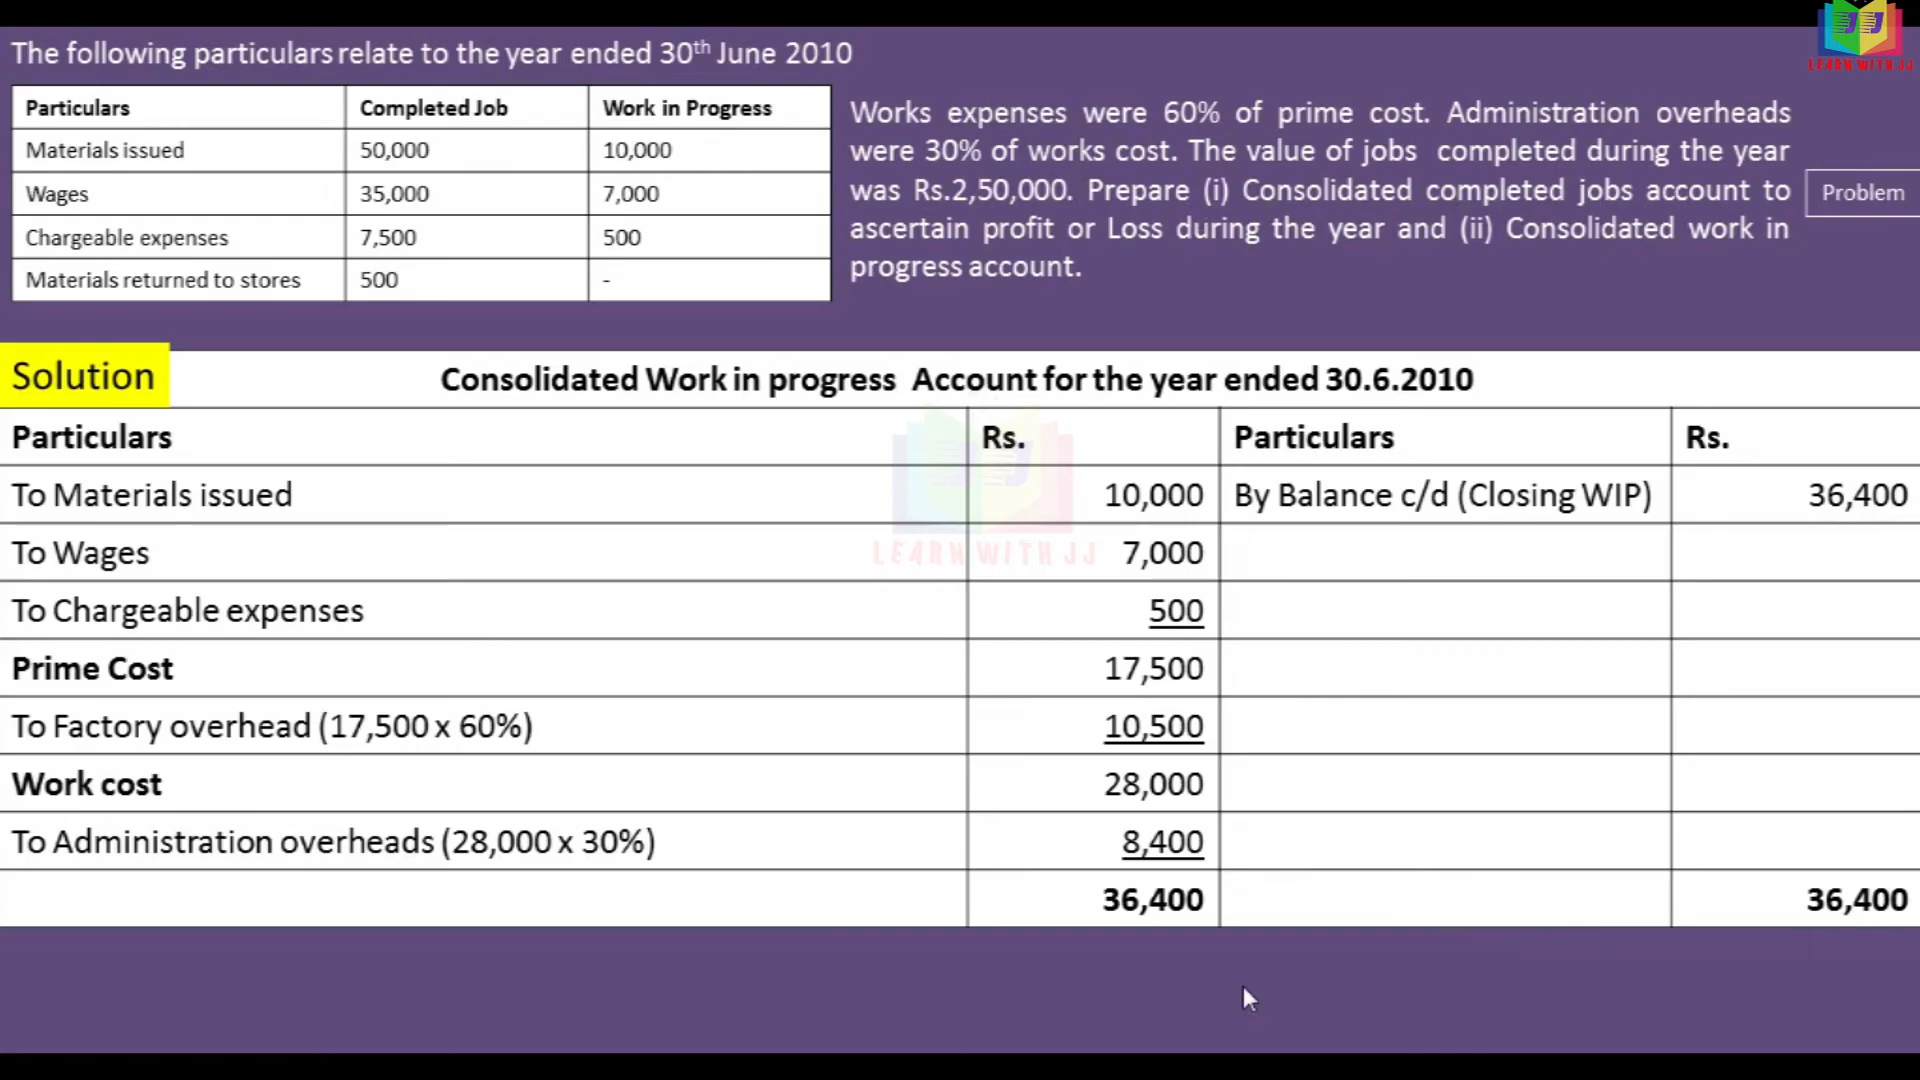 LEARN WITH JJ
The following particulars relate to the year ended 30th June 2010
Particulars Completed Job Work in Progress
Materials issued 50,000 10,000
Wages 35,000 7,000
Chargeable expenses 7,500 500
Materials returned to stores 500 -
Works expenses were 60% of prime cost. Administration overheads
were 30% of works cost. The value of jobs completed during the year
was Rs.2,50,000. Prepare (i) Consolidated completed jobs account to
ascertain profit or Loss during the year and (ii) Consolidated work in
progress account.
Problem
Solution
Consolidated Work in progress Account for the year ended 30.6.2010
Particulars Rs. Particulars Rs.
To Materials issued 10,000 By Balance c/d (Closing WIP) 36,400
To Wages 7,000
To Chargeable expenses 500
Prime Cost 17,500
To Factory overhead (17,500 x 60%) 10,500
Work cost 28,000
To Administration overheads (28,000 x 30%) 8,400
36,400 36,400
LEARN WITH JJ